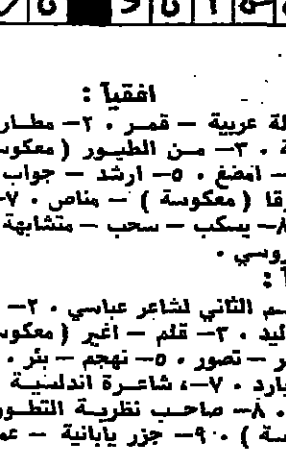 افقياً :
لة عربية – قمر . ٢– مطار
ة . ٣– من الطيور ( معكوس
– امضغ . ٥– ارشد – جواب
رقا ( معكوسة ) – مناص . ٧–
٨– يسكب – سحب – متشابهة
روسي .
أ :
سم الثاني لشاعر عباسي . ٢–
ليد . ٣– قلم – اغير ( معكوس
ر – تصور . ٥– نهجم – بئر .
بارد . ٧– شاعرة اندلسية
. ٨– صاحب نظرية التطور
سة ) . ٩– جزر يابانية – عم